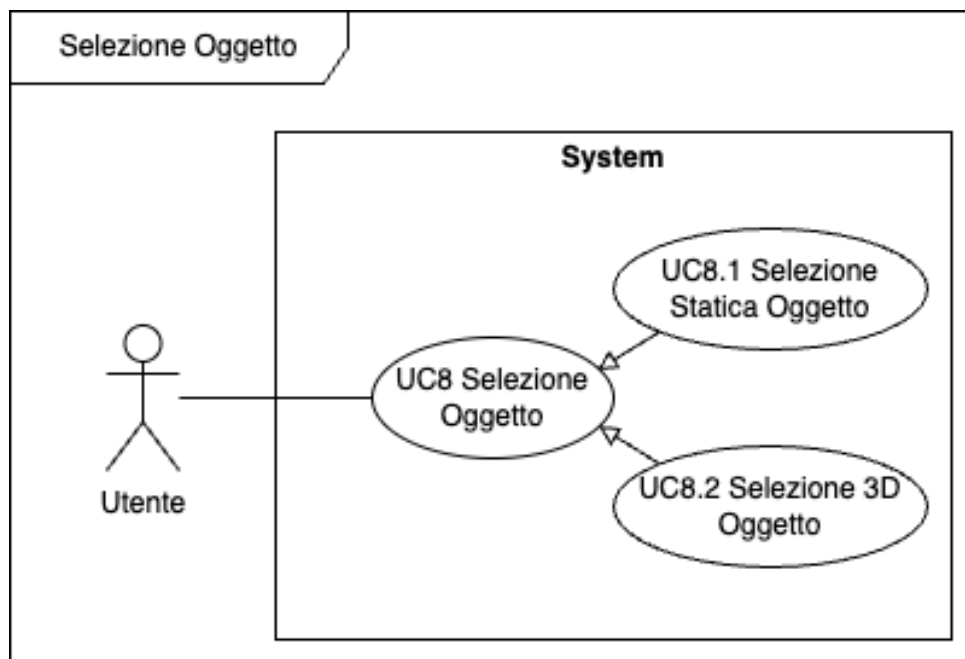 Selezione Oggetto
System
UC8.1 Selezione
Statica Oggetto
UC8 Selezione
Oggetto
UC8.2 Selezione 3D
Oggetto
Utente